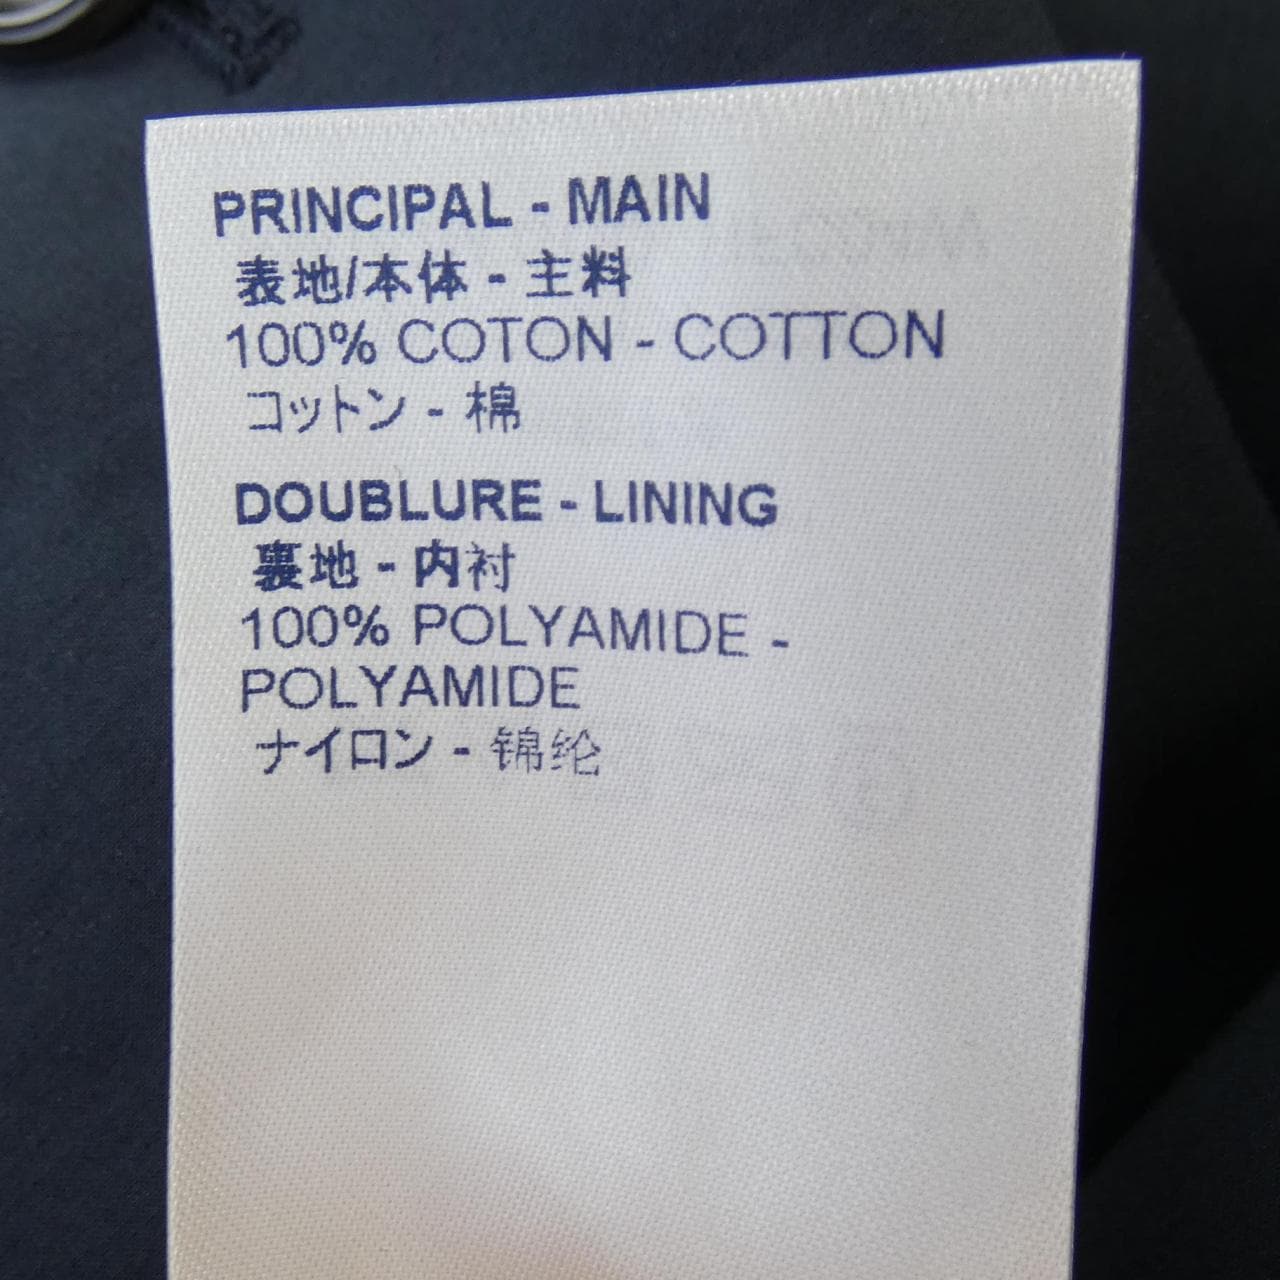 PRINCIPAL - MAIN
表地/本体 - 主料
100% COTON - COTTON
コットン - 棉
DOUBLURE - LINING
裏地 - 内衬
100% POLYAMIDE -
POLYAMIDE
ナイロン - 锦纶